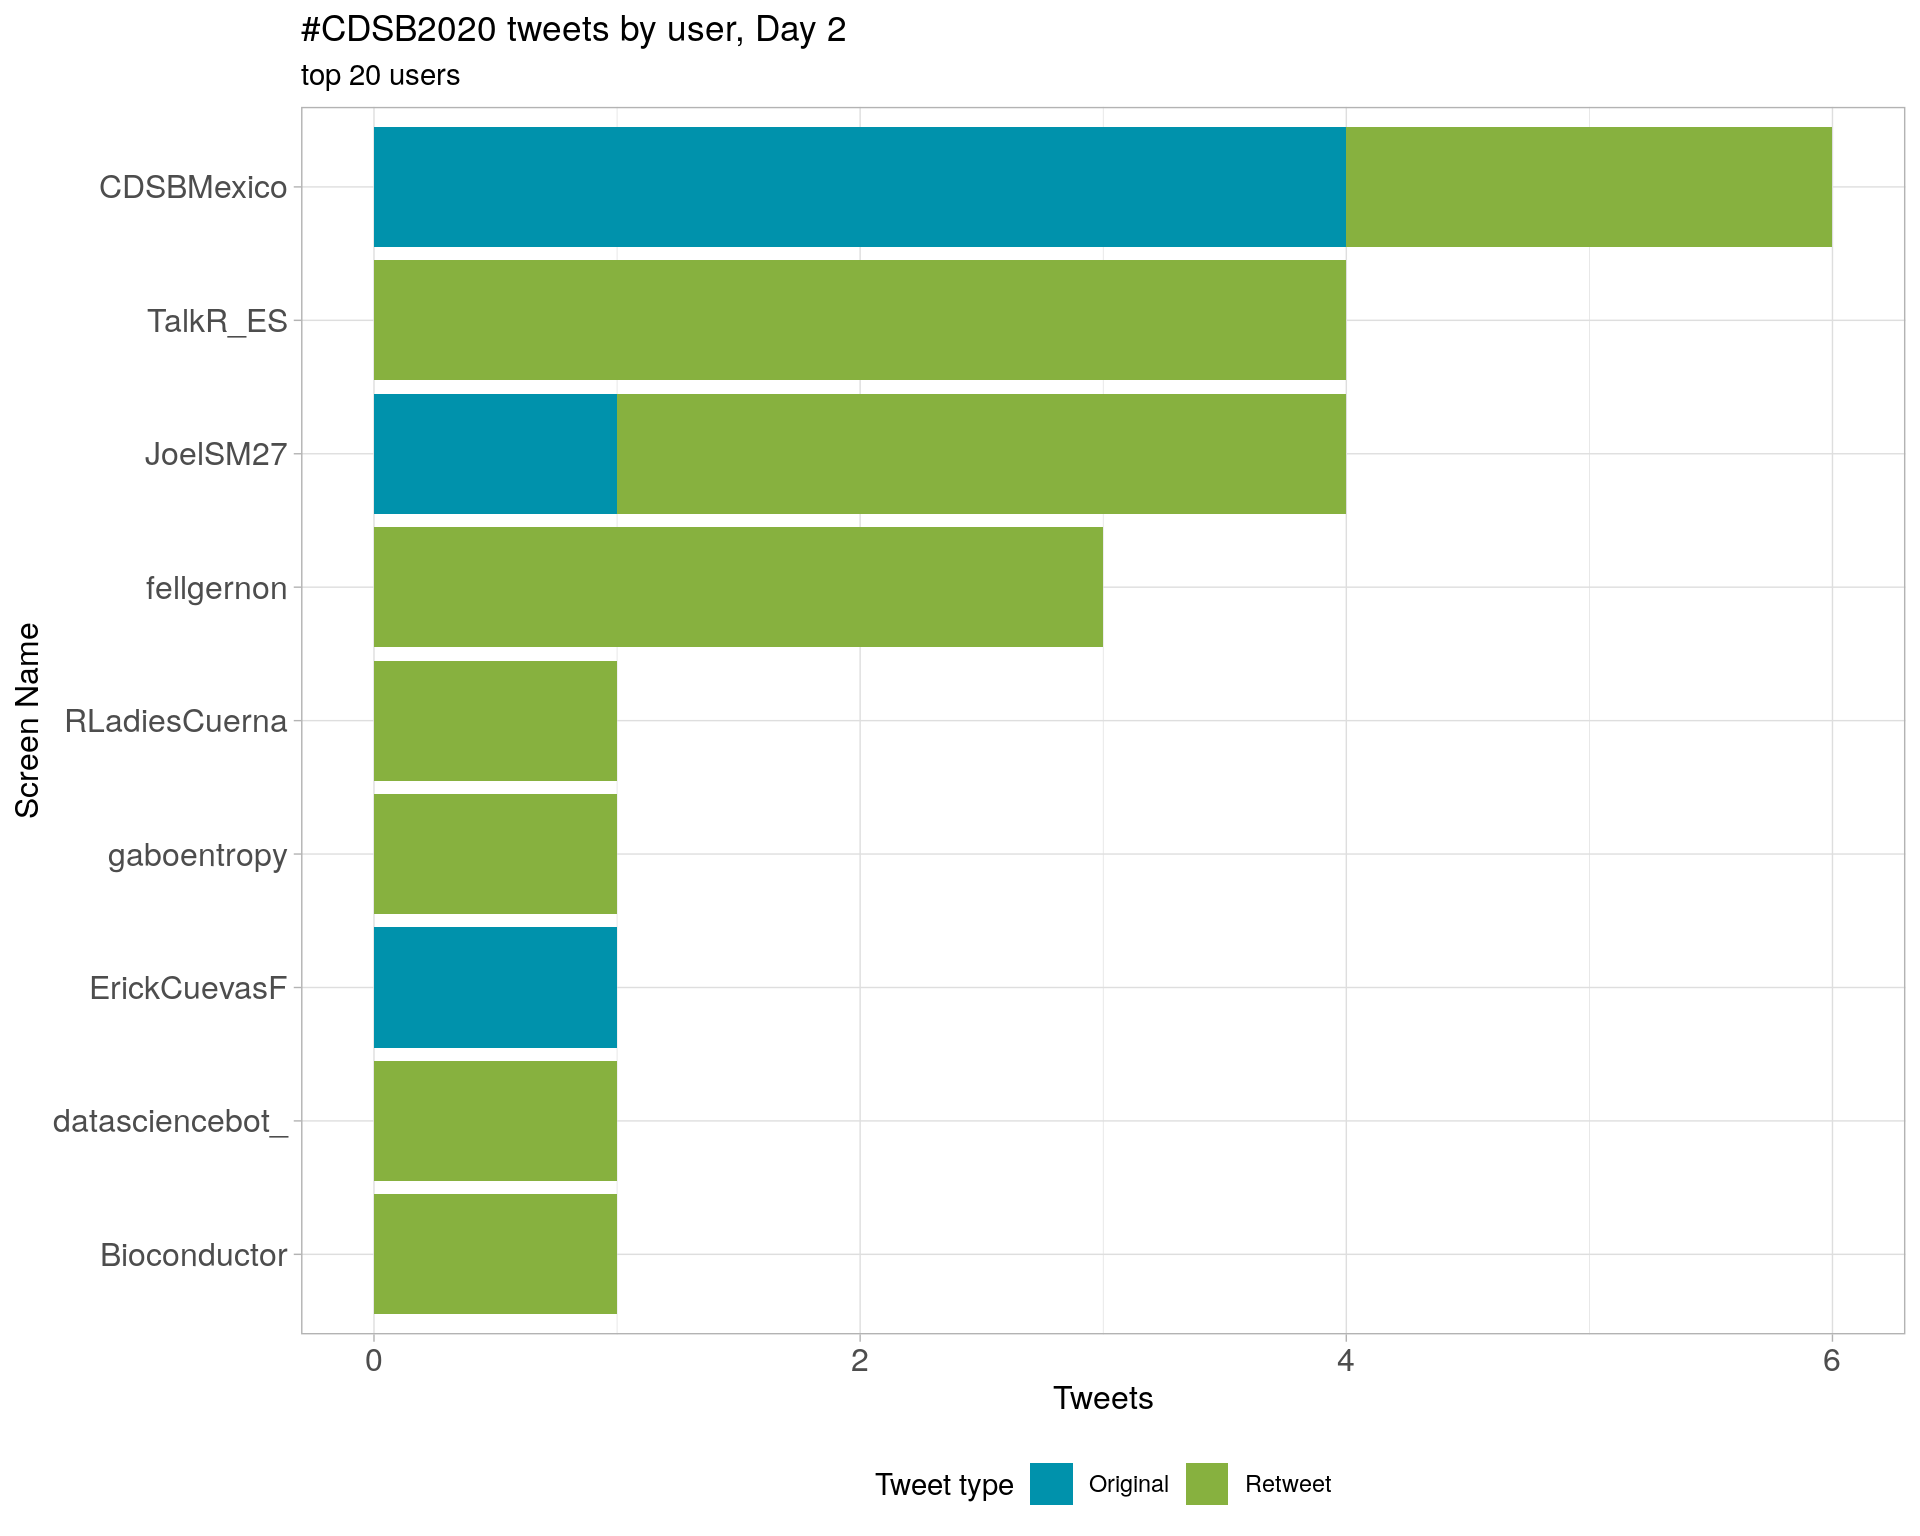 #CDSB2020 tweets by user, Day 2
top 20 users
Screen Name
CDSBMexico
TalkR_ES
JoelSM27
fellgernon
RLadiesCuerna
gaboentropy
ErickCuevasF
datasciencebot_
Bioconductor
0 2 4 6
Tweets
Tweet type Original Retweet